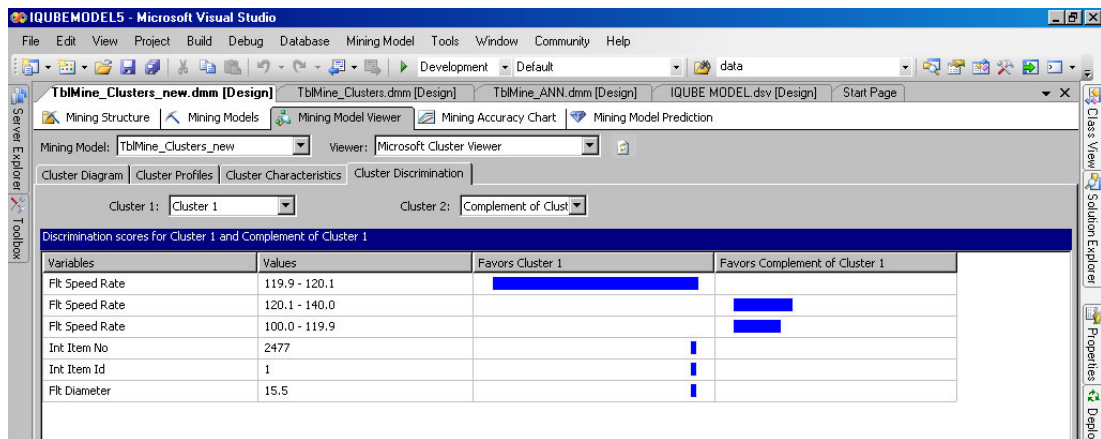 IQUBEMODEL5 - Microsoft Visual Studio
File Edit View Project Build Debug Database Mining Model Tools Window Community Help
Development Default data
TblMine_Clusters_new.dmm [Design] TblMine_Clusters.dmm [Design] TblMine_ANN.dmm [Design] IQUBE MODEL.dsv [Design] Start Page
Mining Structure Mining Models Mining Model Viewer Mining Accuracy Chart Mining Model Prediction
Mining Model: TblMine_Clusters_new Viewer: Microsoft Cluster Viewer
Cluster Diagram Cluster Profiles Cluster Characteristics Cluster Discrimination
Cluster 1: Cluster 1 Cluster 2: Complement of Clust
Discrimination scores for Cluster 1 and Complement of Cluster 1
Variables Values Favors Cluster 1 Favors Complement of Cluster 1
Flt Speed Rate 119.9 - 120.1
Flt Speed Rate 120.1 - 140.0
Flt Speed Rate 100.0 - 119.9
Int Item No 2477
Int Item Id 1
Flt Diameter 15.5
Server Explorer
Toolbox
Class View
Solution Explorer
Properties
Deplo